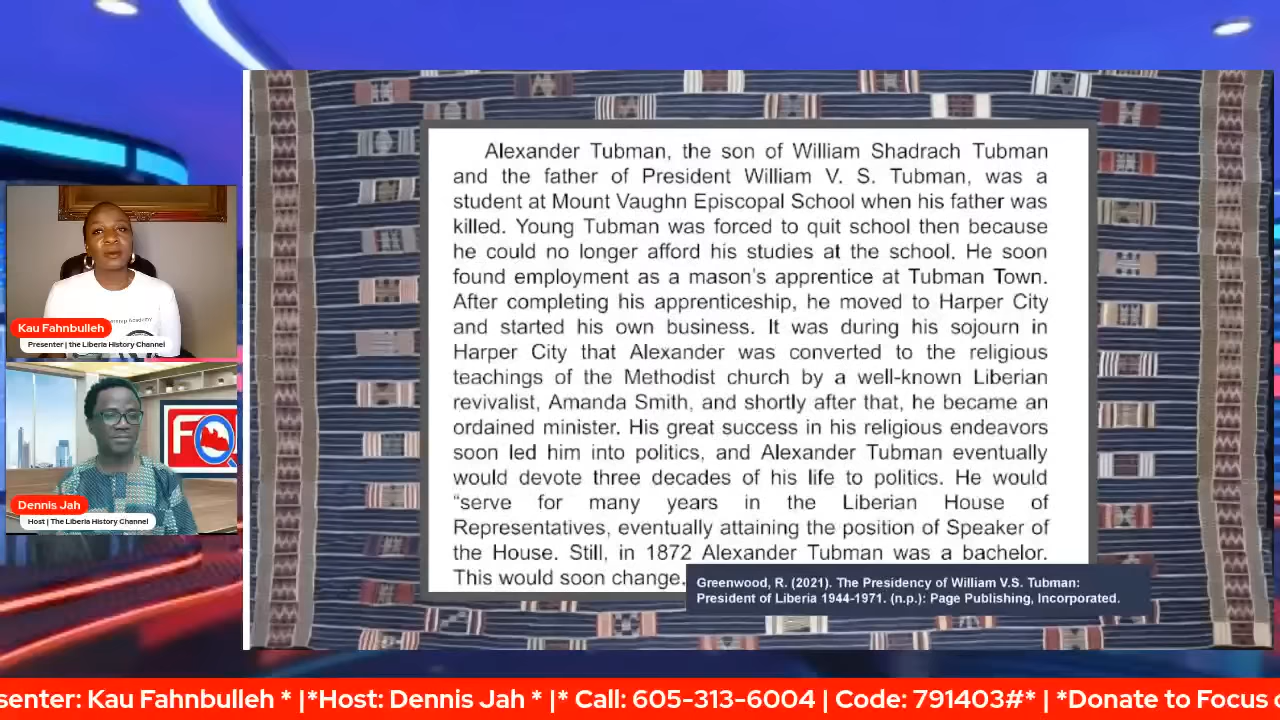 Alexander Tubman, the son of William Shadrach Tubman
and the father of President William V. S. Tubman, was a
student at Mount Vaughn Episcopal School when his father was
killed. Young Tubman was forced to quit school then because
he could no longer afford his studies at the school. He soon
found employment as a mason's apprentice at Tubman Town.
After completing his apprenticeship, he moved to Harper City
and started his own business. It was during his sojourn in
Harper City that Alexander was converted to the religious
teachings of the Methodist church by a well-known Liberian
revivalist, Amanda Smith, and shortly after that, he became an
ordained minister. His great success in his religious endeavors
soon led him into politics, and Alexander Tubman eventually
would devote three decades of his life to politics. He would
“serve for many years in the Liberian House of
Representatives, eventually attaining the position of Speaker of
the House. Still, in 1872 Alexander Tubman was a bachelor.
This would soon change.
Greenwood, R. (2021). The Presidency of William V.S. Tubman:
President of Liberia 1944-1971. (n.p.): Page Publishing, Incorporated.
Kau Fahnbulleh
Presenter | the Liberia History Channel
Dennis Jah
Host | The Liberia History Channel
senter: Kau Fahnbulleh * |*Host: Dennis Jah * |* Call: 605-313-6004 | Code: 791403#* | *Donate to Focus